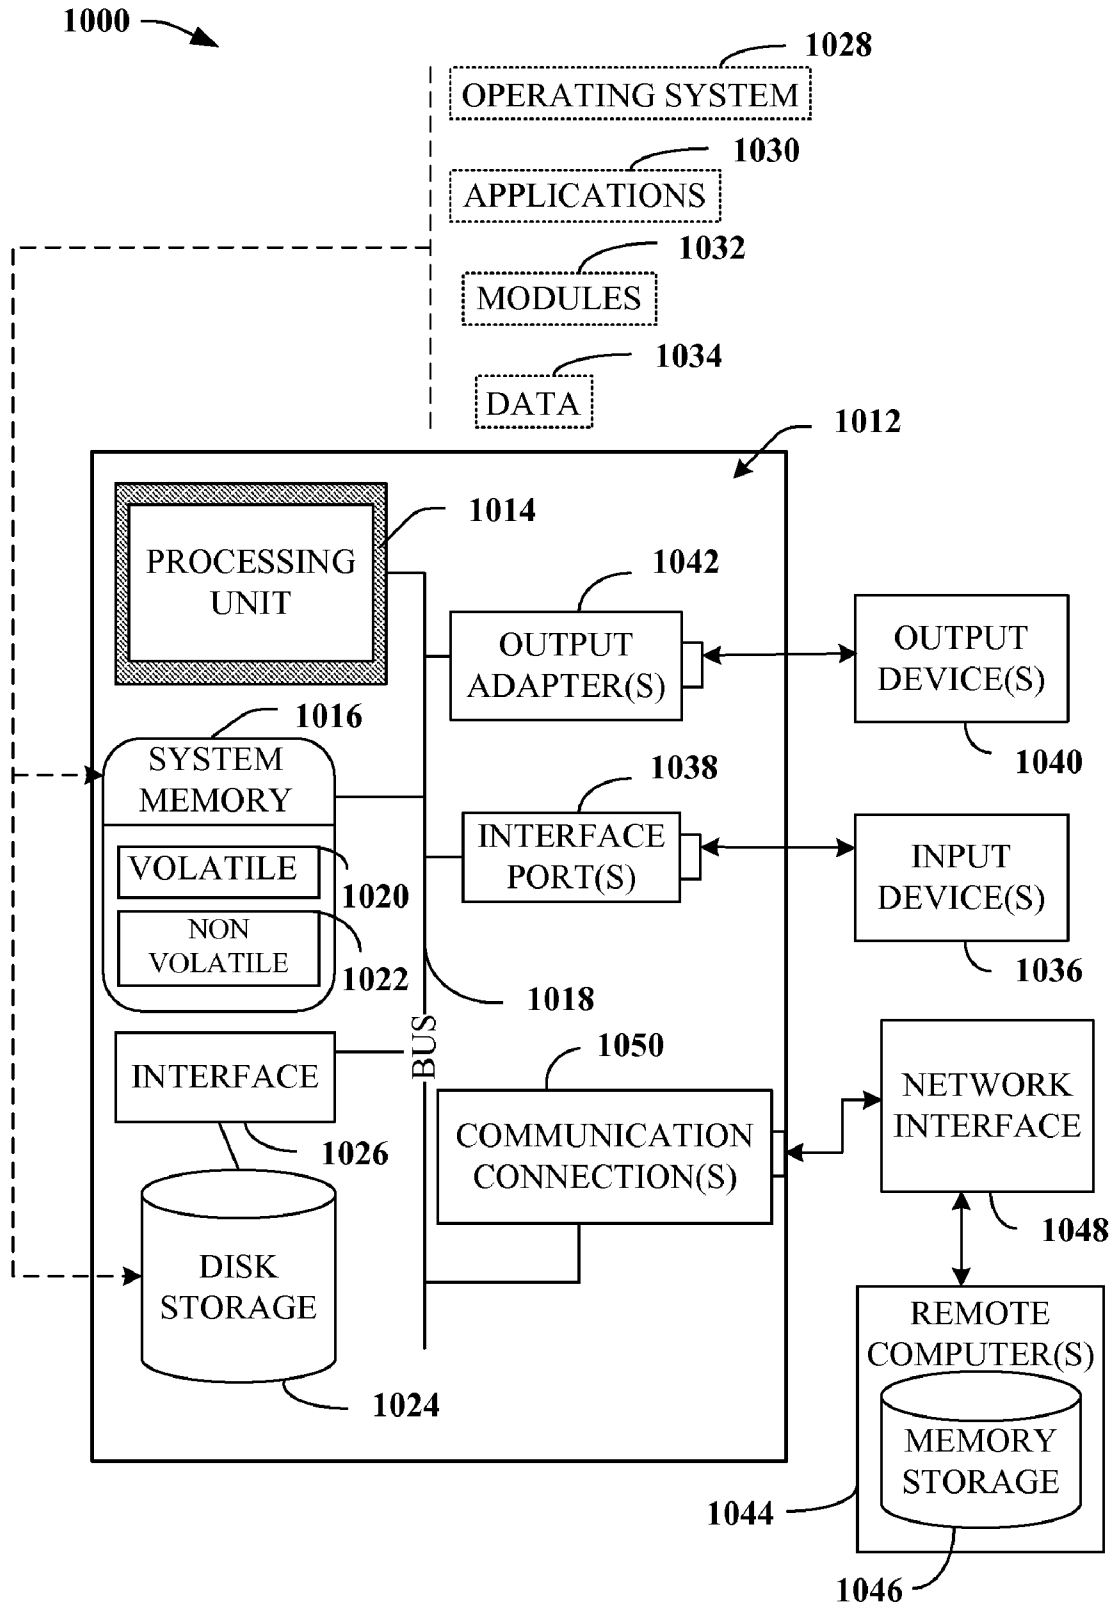 1000
1028
OPERATING SYSTEM
1030
APPLICATIONS
1032
MODULES
1034
DATA
1012
1014
PROCESSING
UNIT
1042
OUTPUT
ADAPTER(S)
OUTPUT
DEVICE(S)
1040
1016
SYSTEM
MEMORY
VOLATILE
1020
NON
VOLATILE
1022
1038
INTERFACE
PORT(S)
INPUT
DEVICE(S)
1036
1018
BUS
INTERFACE
1026
1050
COMMUNICATION
CONNECTION(S)
NETWORK
INTERFACE
1048
DISK
STORAGE
1024
REMOTE
COMPUTER(S)
MEMORY
STORAGE
1044
1046